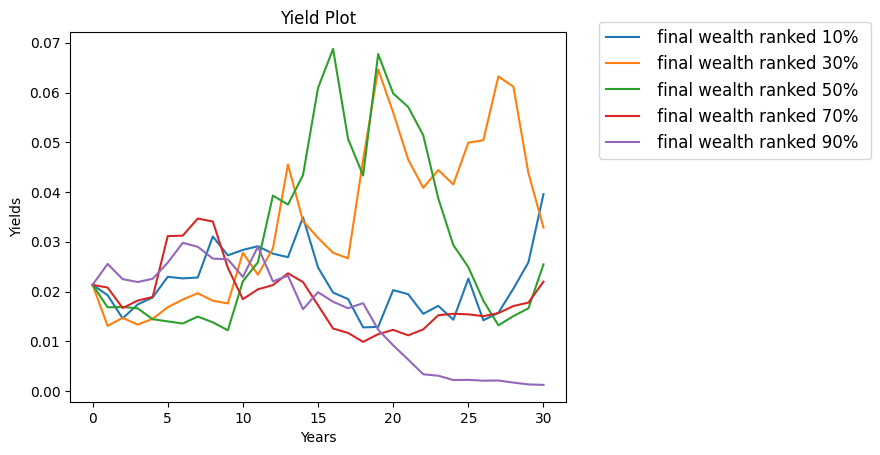 Yield Plot
final wealth ranked 10%
final wealth ranked 30%
final wealth ranked 50%
final wealth ranked 70%
final wealth ranked 90%
0.07
0.06
0.05
0.04
0.03
0.02
0.01
0.00
Yields
0 5 10 15 20 25 30
Years